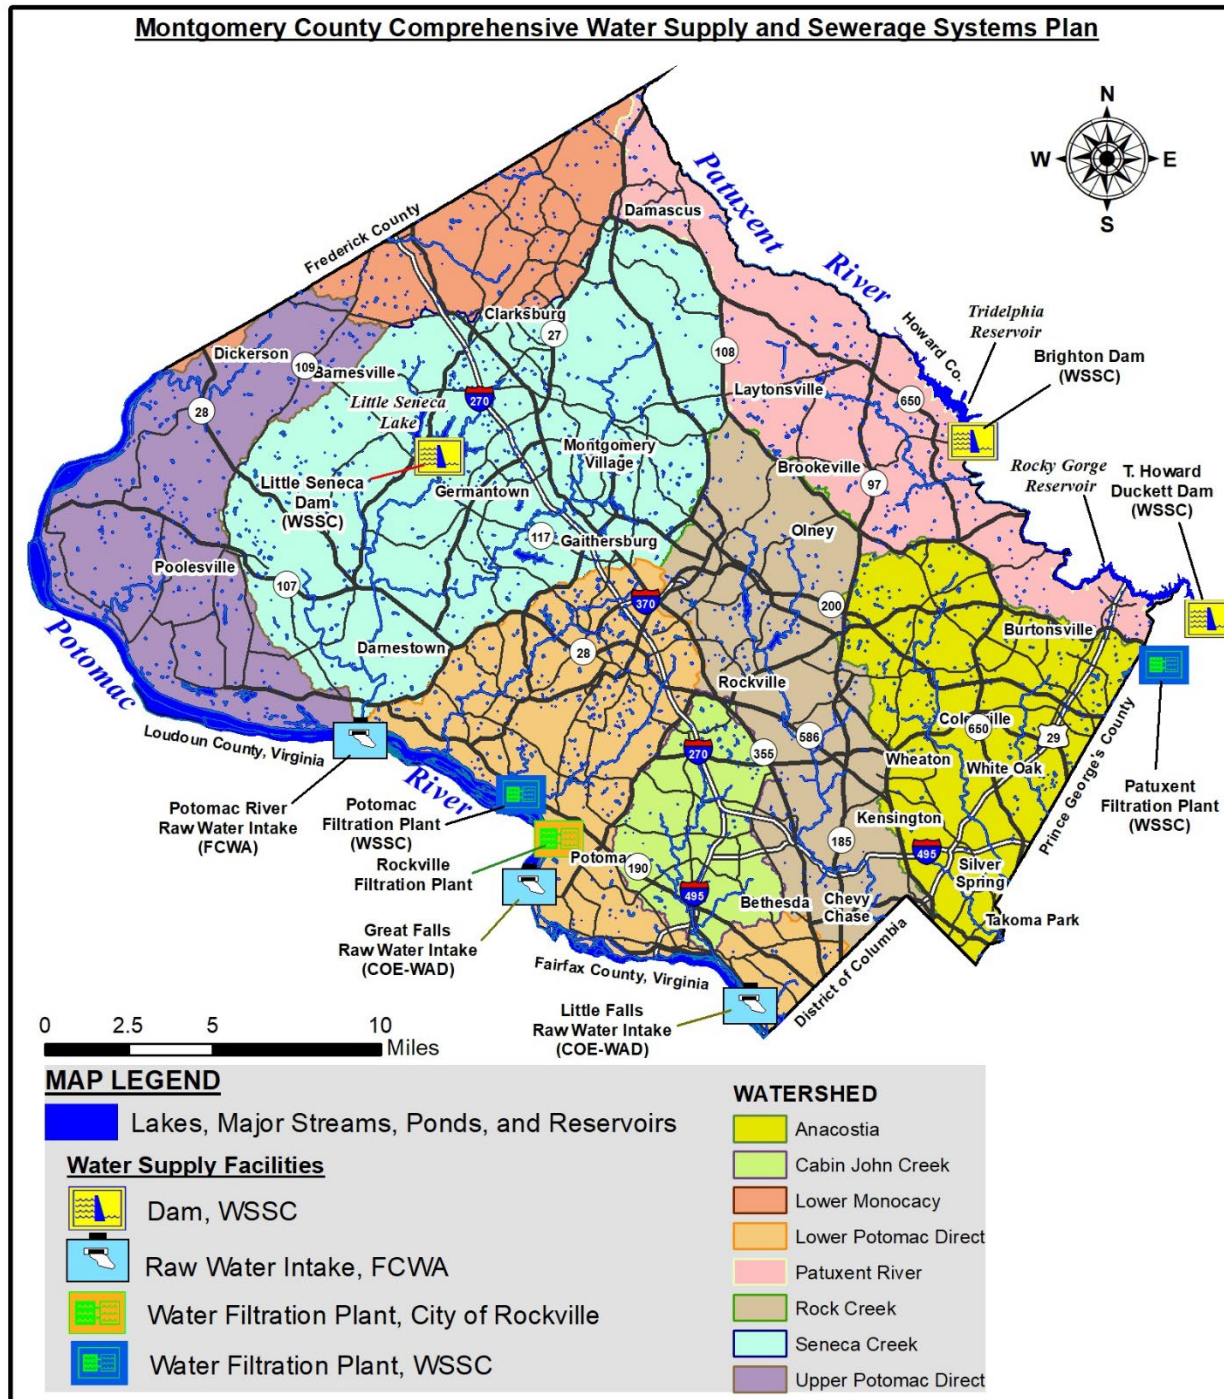 Montgomery County Comprehensive Water Supply and Sewerage Systems Plan
N
W
E
S
Patuxent
River
Damascus
Frederick County
Clarksburg
27
Howard Co.
Tridelphia
Reservoir
Brighton Dam
(WSSC)
Dickerson
109
Barnesville
28
108
Laytonsville
650
270
Little Seneca
Lake
Montgomery
Village
Little Seneca
Dam
(WSSC)
Germantown
Brookeville
97
Rocky Gorge
Reservoir
T. Howard
Duckett Dam
(WSSC)
Olney
117
Gaithersburg
Poolesville
107
370
200
Burtonsville
Potomac
Darnestown
28
Rockville
Colesville
650
29
Prince George's County
Loudoun County, Virginia
River
270
355
586
Wheaton
White Oak
Patuxent
Filtration Plant
(WSSC)
Potomac River
Raw Water Intake
(FCWA)
Potomac
Filtration Plant
(WSSC)
Rockville
Filtration Plant
Kensington
185
495
Silver
Spring
Potoma
190
495
Bethesda
Chevy
Chase
Takoma Park
Great Falls
Raw Water Intake
(COE-WAD)
Fairfax County, Virginia
District of Columbia
Little Falls
Raw Water Intake
(COE-WAD)
0 2.5 5 10
Miles
MAP LEGEND
Lakes, Major Streams, Ponds, and Reservoirs
Water Supply Facilities
Dam, WSSC
Raw Water Intake, FCWA
Water Filtration Plant, City of Rockville
Water Filtration Plant, WSSC
WATERSHED
Anacostia
Cabin John Creek
Lower Monocacy
Lower Potomac Direct
Patuxent River
Rock Creek
Seneca Creek
Upper Potomac Direct